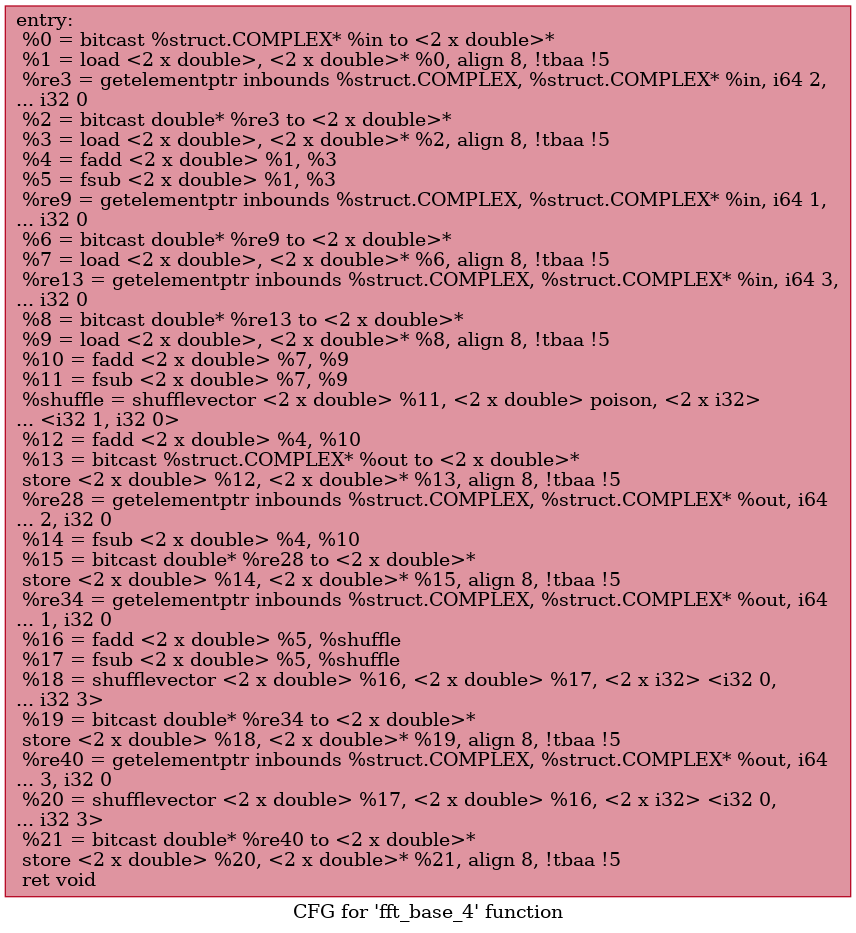 entry:
%0 = bitcast %struct.COMPLEX* %in to <2 x double>*
%1 = load <2 x double>, <2 x double>* %0, align 8, !tbaa !5
%re3 = getelementptr inbounds %struct.COMPLEX, %struct.COMPLEX* %in, i64 2,
... i32 0
%2 = bitcast double* %re3 to <2 x double>*
%3 = load <2 x double>, <2 x double>* %2, align 8, !tbaa !5
%4 = fadd <2 x double> %1, %3
%5 = fsub <2 x double> %1, %3
%re9 = getelementptr inbounds %struct.COMPLEX, %struct.COMPLEX* %in, i64 1,
... i32 0
%6 = bitcast double* %re9 to <2 x double>*
%7 = load <2 x double>, <2 x double>* %6, align 8, !tbaa !5
%re13 = getelementptr inbounds %struct.COMPLEX, %struct.COMPLEX* %in, i64 3,
... i32 0
%8 = bitcast double* %re13 to <2 x double>*
%9 = load <2 x double>, <2 x double>* %8, align 8, !tbaa !5
%10 = fadd <2 x double> %7, %9
%11 = fsub <2 x double> %7, %9
%shuffle = shufflevector <2 x double> %11, <2 x double> poison, <2 x i32>
... <i32 1, i32 0>
%12 = fadd <2 x double> %4, %10
%13 = bitcast %struct.COMPLEX* %out to <2 x double>*
store <2 x double> %12, <2 x double>* %13, align 8, !tbaa !5
%re28 = getelementptr inbounds %struct.COMPLEX, %struct.COMPLEX* %out, i64
... 2, i32 0
%14 = fsub <2 x double> %4, %10
%15 = bitcast double* %re28 to <2 x double>*
store <2 x double> %14, <2 x double>* %15, align 8, !tbaa !5
%re34 = getelementptr inbounds %struct.COMPLEX, %struct.COMPLEX* %out, i64
... 1, i32 0
%16 = fadd <2 x double> %5, %shuffle
%17 = fsub <2 x double> %5, %shuffle
%18 = shufflevector <2 x double> %16, <2 x double> %17, <2 x i32> <i32 0,
... i32 3>
%19 = bitcast double* %re34 to <2 x double>*
store <2 x double> %18, <2 x double>* %19, align 8, !tbaa !5
%re40 = getelementptr inbounds %struct.COMPLEX, %struct.COMPLEX* %out, i64
... 3, i32 0
%20 = shufflevector <2 x double> %17, <2 x double> %16, <2 x i32> <i32 0,
... i32 3>
%21 = bitcast double* %re40 to <2 x double>*
store <2 x double> %20, <2 x double>* %21, align 8, !tbaa !5
ret void
CFG for 'fft_base_4' function